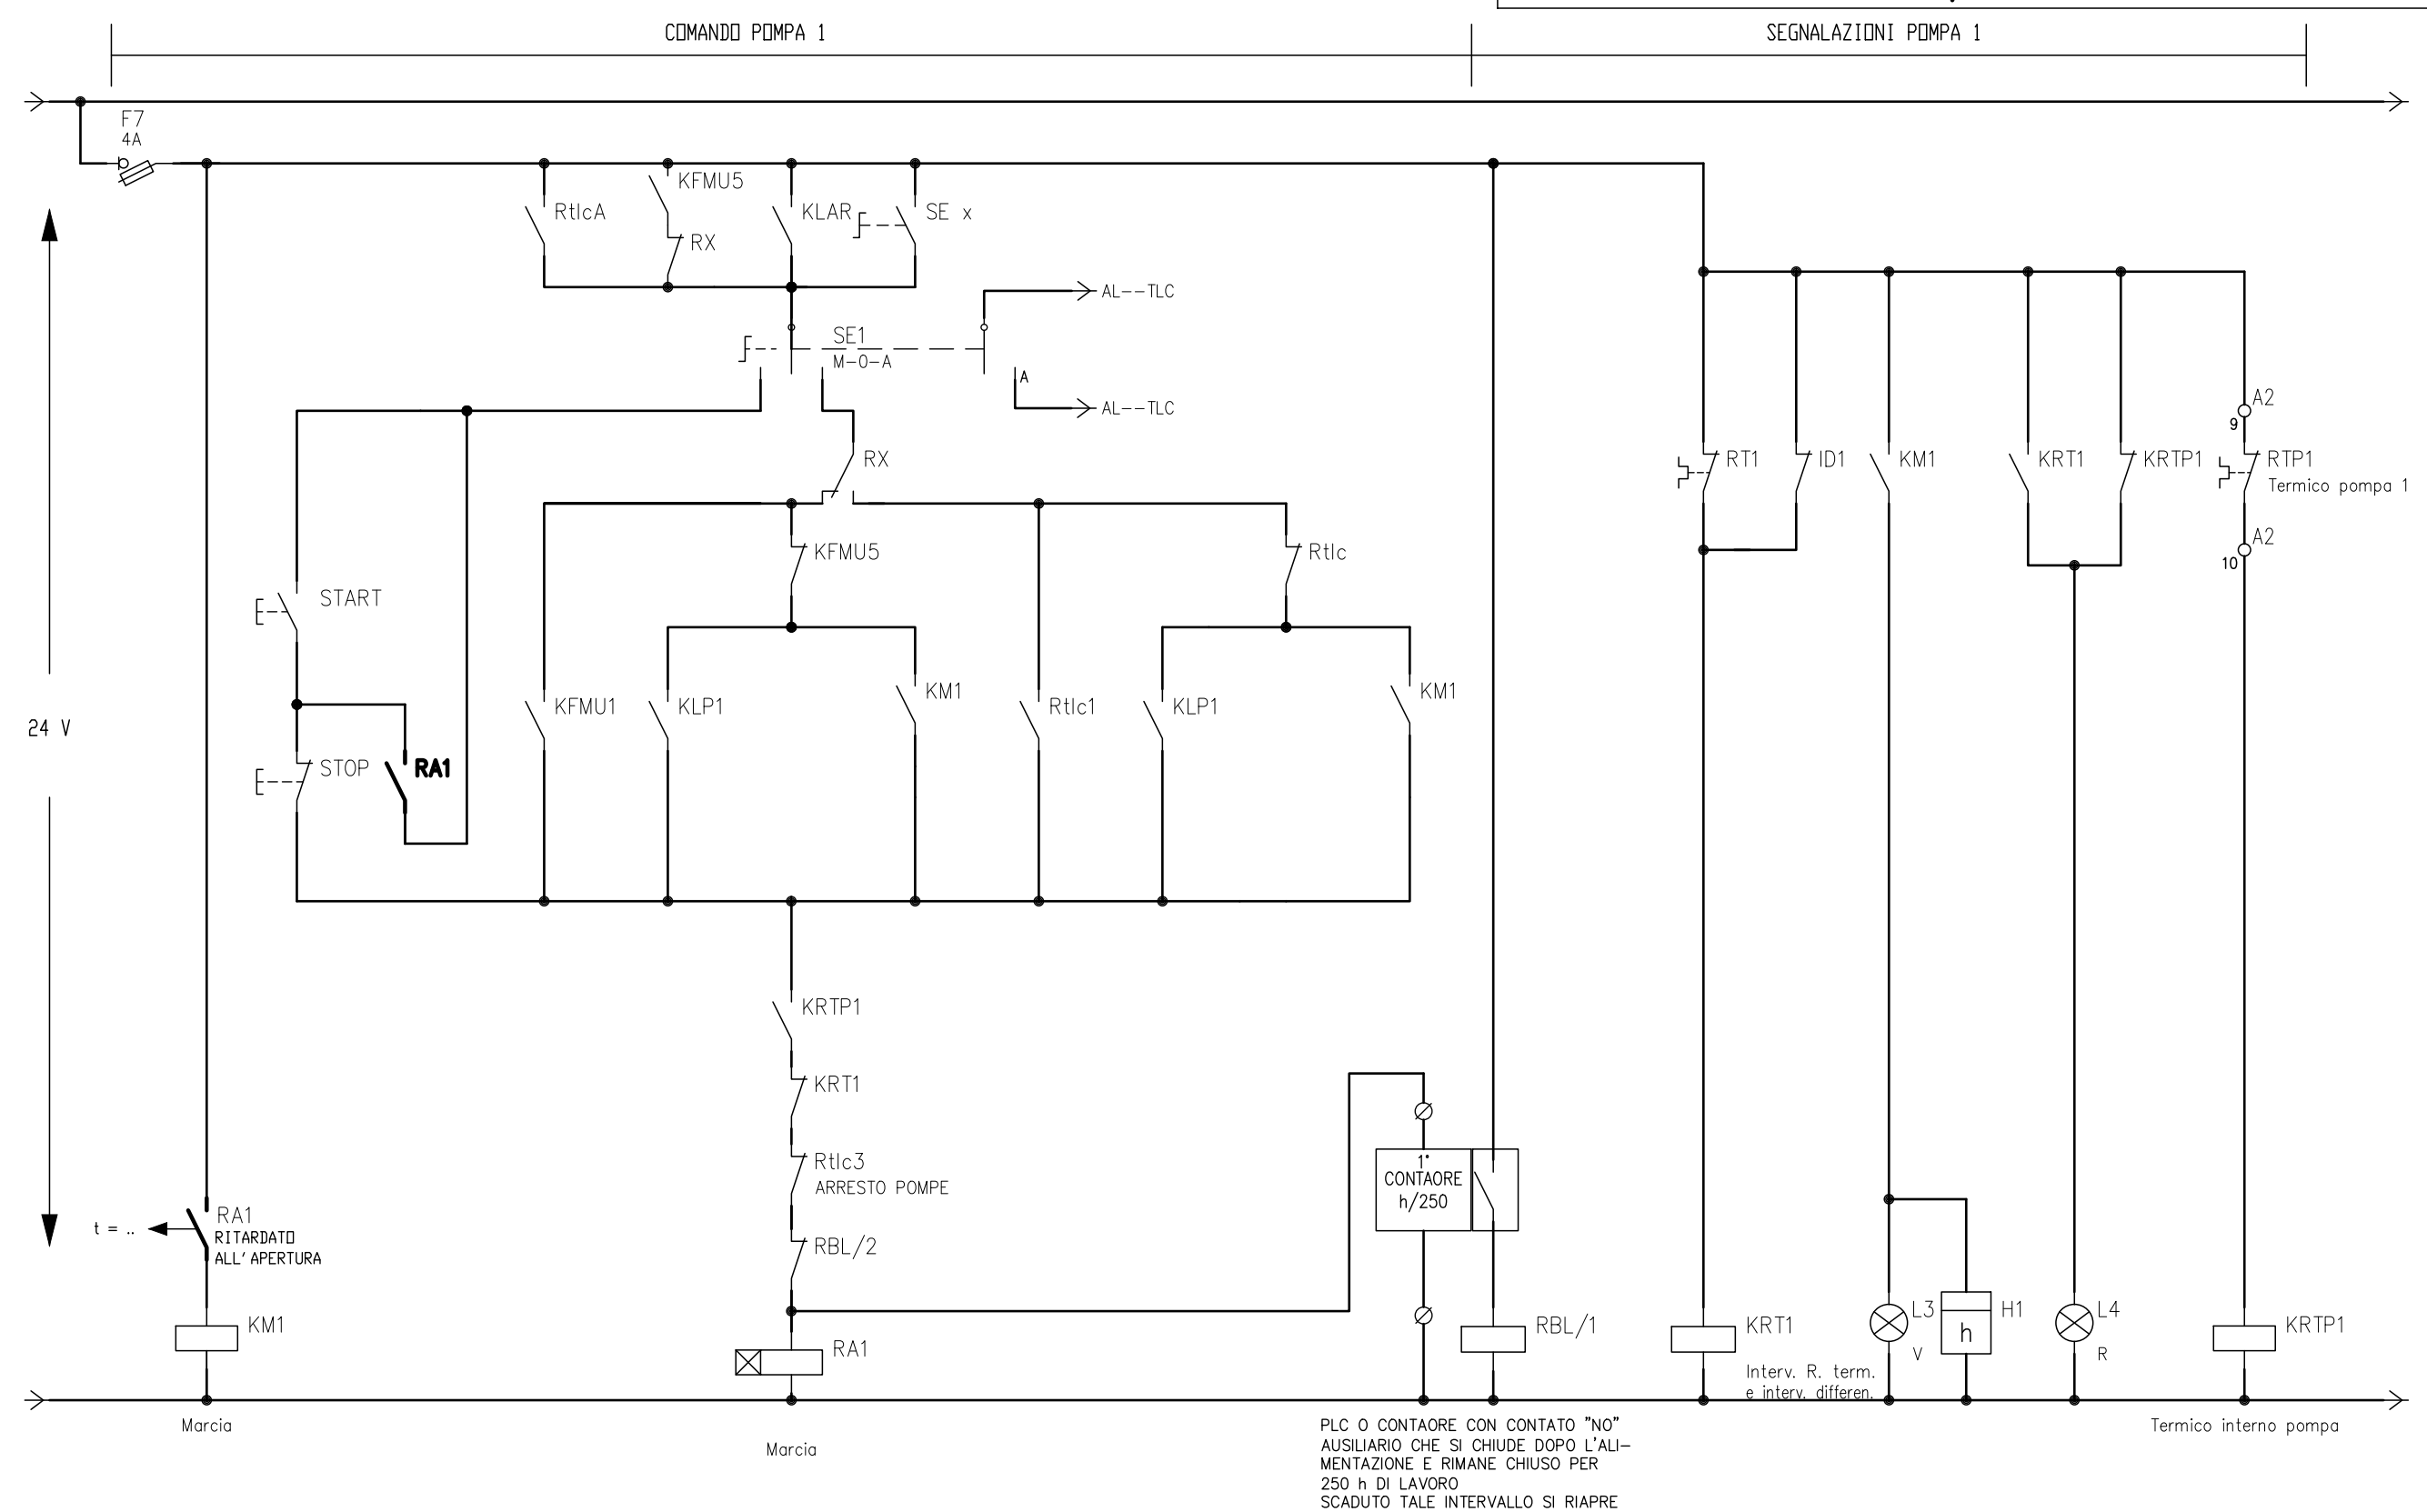 COMANDO POMPA 1
SEGNALAZIONI POMPA 1
F7
4A
KFMU5
RtlcA
KLAR
SE x
RX
AL--TLC
SE1
M-O-A
A
AL--TLC
A2
9
RX
RT1
ID1
KM1
KRT1
KRTP1
RTP1
Termico pompa 1
KFMU5
Rtlc
A2
10
START
KM1
KM1
KFMU1
KLP1
Rtlc1
KLP1
24 V
STOP
RA1
KRTP1
KRT1
Rtlc3
ARRESTO POMPE
1°
CONTAORE
h/250
RA1
t = ..
RITARDATO
ALL' APERTURA
RBL/2
KM1
RA1
RBL/1
KRT1
L3
V
H1
h
L4
R
KRTP1
Interv. R. term.
e interv. differen.
Marcia
Marcia
Termico interno pompa
PLC O CONTAORE CON CONTATO "NO"
AUSILIARIO CHE SI CHIUDE DOPO L'ALI-
MENTAZIONE E RIMANE CHIUSO PER
250 h DI LAVORO
SCADUTO TALE INTERVALLO SI RIAPRE